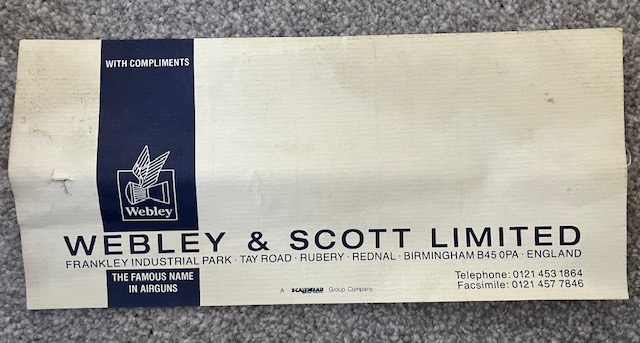 WITH COMPLIMENTS
Webley
WEBLEY & SCOTT LIMITED
FRANKLEY INDUSTRIAL PARK · TAY ROAD · RUBERY · REDNAL · BIRMINGHAM B45 0PA · ENGLAND
THE FAMOUS NAME
IN AIRGUNS
Telephone: 0121 453 1864
Facsimile: 0121 457 7846
A Group Company